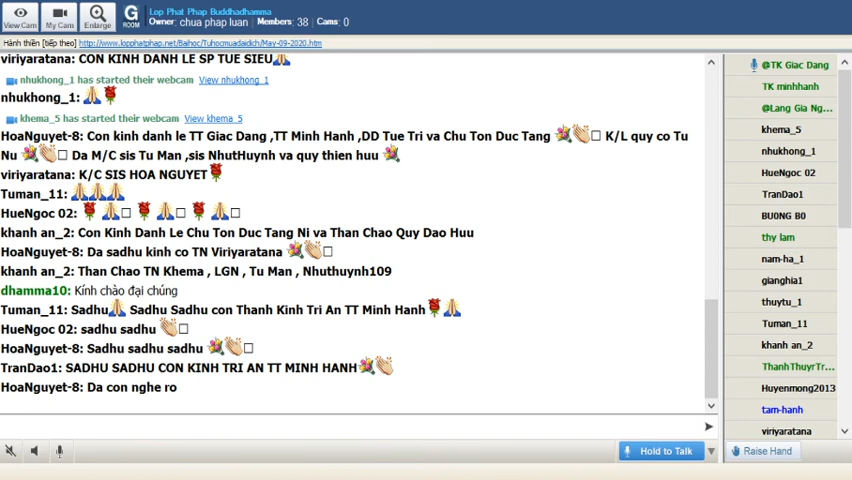 Lop Phat Phap Buddhadhamma
Owner: chua phap luan Members: 38 Cams: 0
View Cam My Cam Enlarge G ROOM
Hành thiền [tiếp theo] http://www.lopphatphap.net/Baihoc/Tuhocmuadaidich/May-09-2020.htm
viriyaratana: CON KINH DANH LE SP TUE SIEU🙏
nhukhong_1 has started their webcam View nhukhong_1
nhukhong_1: 🙏🌹
khema_5 has started their webcam View khema_5
HoaNguyet-8: Con kinh danh le TT Giac Dang ,TT Minh Hanh ,DD Tue Tri va Chu Ton Duc Tang 💐👏□ K/L quy co Tu
Nu 💐👏□ Da M/C sis Tu Man ,sis NhutHuynh va quy thien huu 💐
viriyaratana: K/C SIS HOA NGUYET🌹
Tuman_11: 🙏🙏🙏
HueNgoc 02: 🌹🙏□ 🌹🙏□ 🌹🙏□
khanh an_2: Con Kinh Danh Le Chu Ton Duc Tang Ni va Than Chao Quy Dao Huu
HoaNguyet-8: Da sadhu kinh co TN Viriyaratana 💐👏□
khanh an_2: Than Chao TN Khema , LGN , Tu Man , Nhuthuynh109
dhamma10: Kính chào đại chúng
Tuman_11: Sadhu🙏 Sadhu Sadhu con Thanh Kinh Tri An TT Minh Hanh🌹🙏
HueNgoc 02: sadhu sadhu 👏□
HoaNguyet-8: Sadhu sadhu sadhu 💐👏□
TranDao1: SADHU SADHU CON KINH TRI AN TT MINH HANH💐👏
HoaNguyet-8: Da con nghe ro
Hold to Talk
@TK Giac Dang
TK minhhanh
@Lang Gia Ng...
khema_5
nhukhong_1
HueNgoc 02
TranDao1
BU0NG B0
thy lam
nam-ha_1
gianghia1
thuytu_1
Tuman_11
khanh an_2
ThanhThuyrTr...
Huyenmong2013
tam-hanh
viriyaratana
Raise Hand